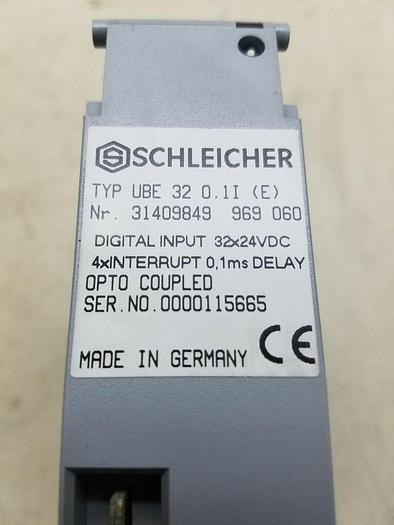 SCHLEICHER
TYP UBE 32 0.1I (E)
Nr. 31409849 969 060
DIGITAL INPUT 32x24VDC
4xINTERRUPT 0,1ms DELAY
OPTO COUPLED
SER.NO.0000115665
MADE IN GERMANY CE